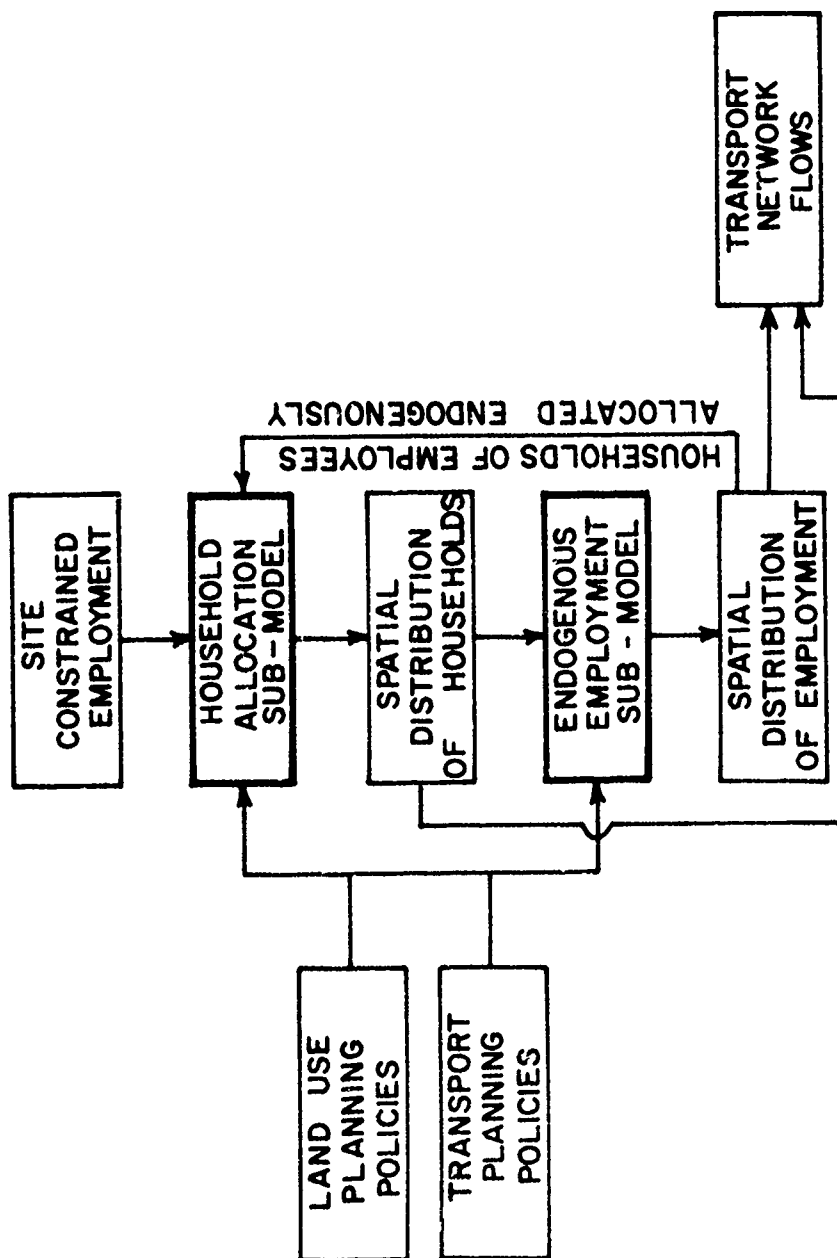 SITE
CONSTRAINED
EMPLOYMENT
HOUSEHOLD
ALLOCATION
SUB-MODEL
SPATIAL
DISTRIBUTION
OF HOUSEHOLDS
ENDOGENOUS
EMPLOYMENT
SUB-MODEL
SPATIAL
DISTRIBUTION
OF EMPLOYMENT
HOUSEHOLDS OF EMPLOYEES
ALLOCATED ENDOGENOUSLY
LAND USE
PLANNING
POLICIES
TRANSPORT
PLANNING
POLICIES
TRANSPORT
NETWORK
FLOWS